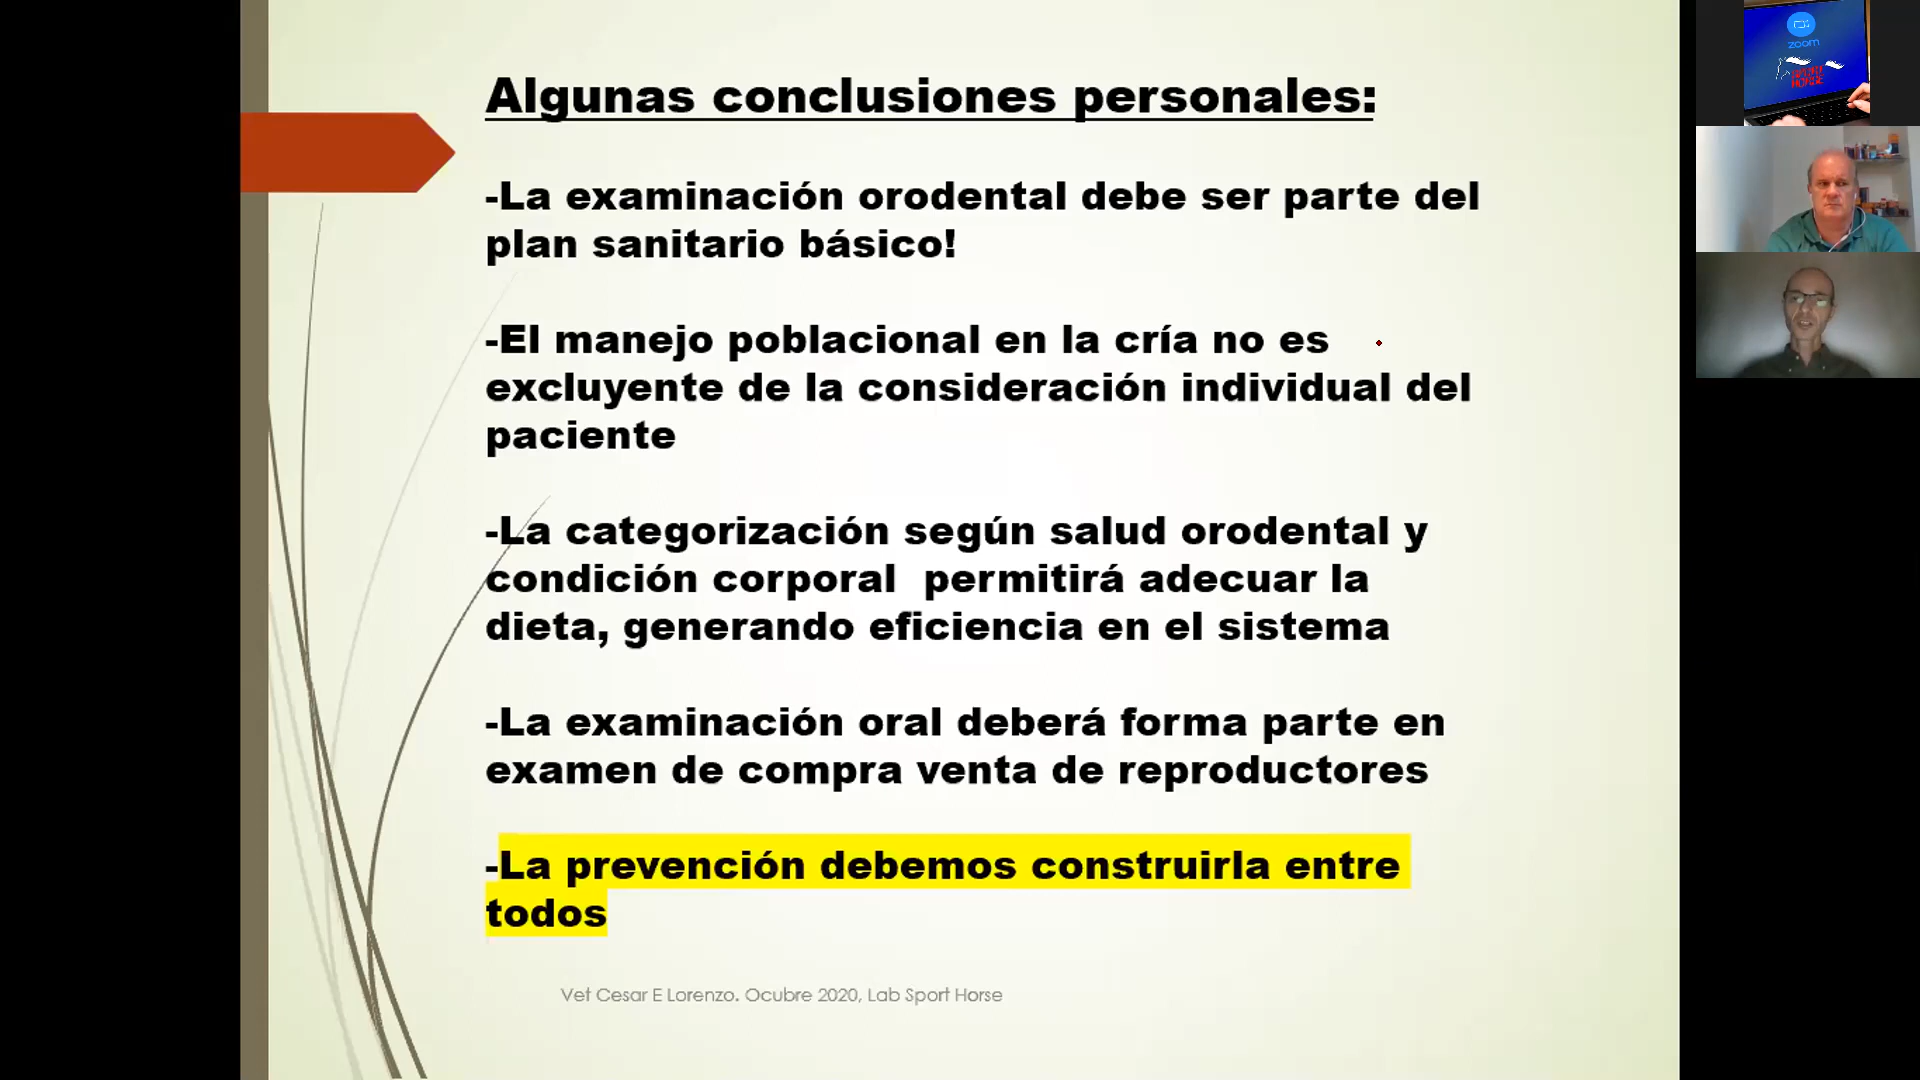 Algunas conclusiones personales:
-La examinación orodental debe ser parte del
plan sanitario básico!
-El manejo poblacional en la cría no es
excluyente de la consideración individual del
paciente
-La categorización según salud orodental y
condición corporal  permitirá adecuar la
dieta, generando eficiencia en el sistema
-La examinación oral deberá forma parte en
examen de compra venta de reproductores
-La prevención debemos construirla entre
todos
Vet Cesar E Lorenzo. Ocubre 2020, Lab Sport Horse
zoom